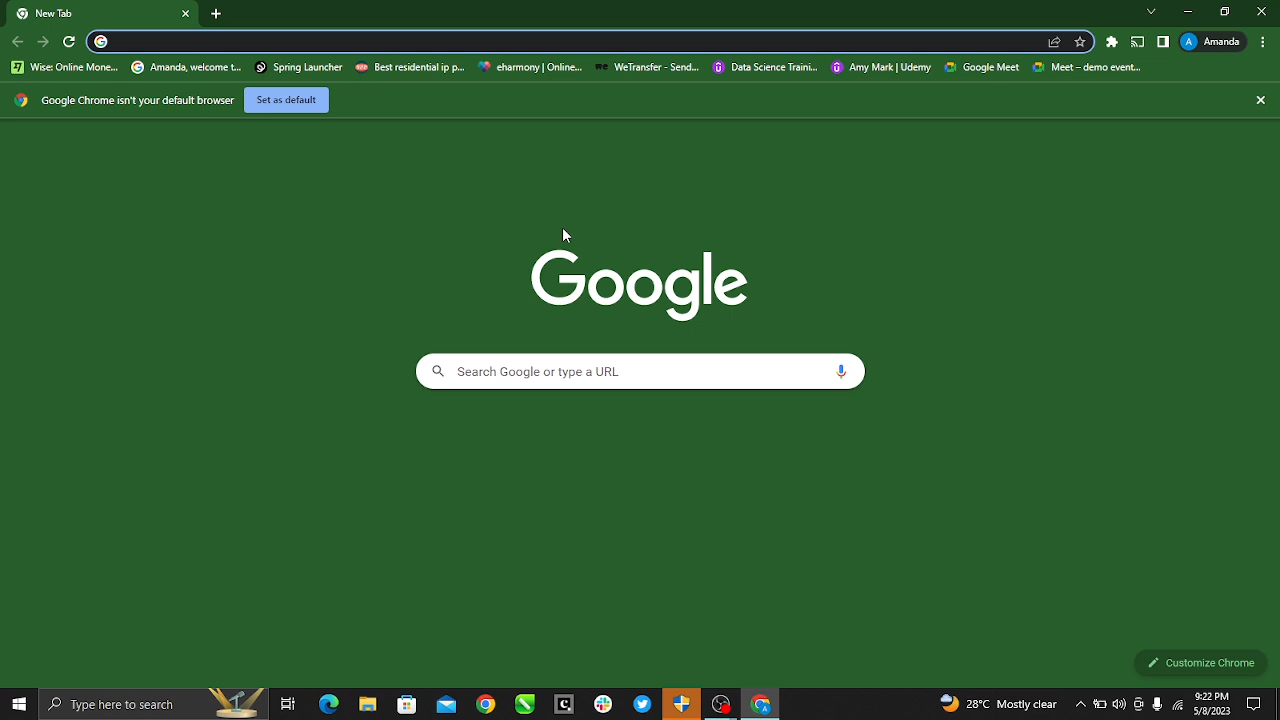 New Tab
Amanda
Wise: Online Mone... Amanda, welcome t... Spring Launcher Best residential ip p... eharmony | Online... WeTransfer - Send... Data Science Traini... Amy Mark | Udemy Google Meet Meet – demo event...
Google Chrome isn't your default browser Set as default
Google
Search Google or type a URL
Customize Chrome
Type here to search 28°C Mostly clear 9:22 PM
5/8/2023